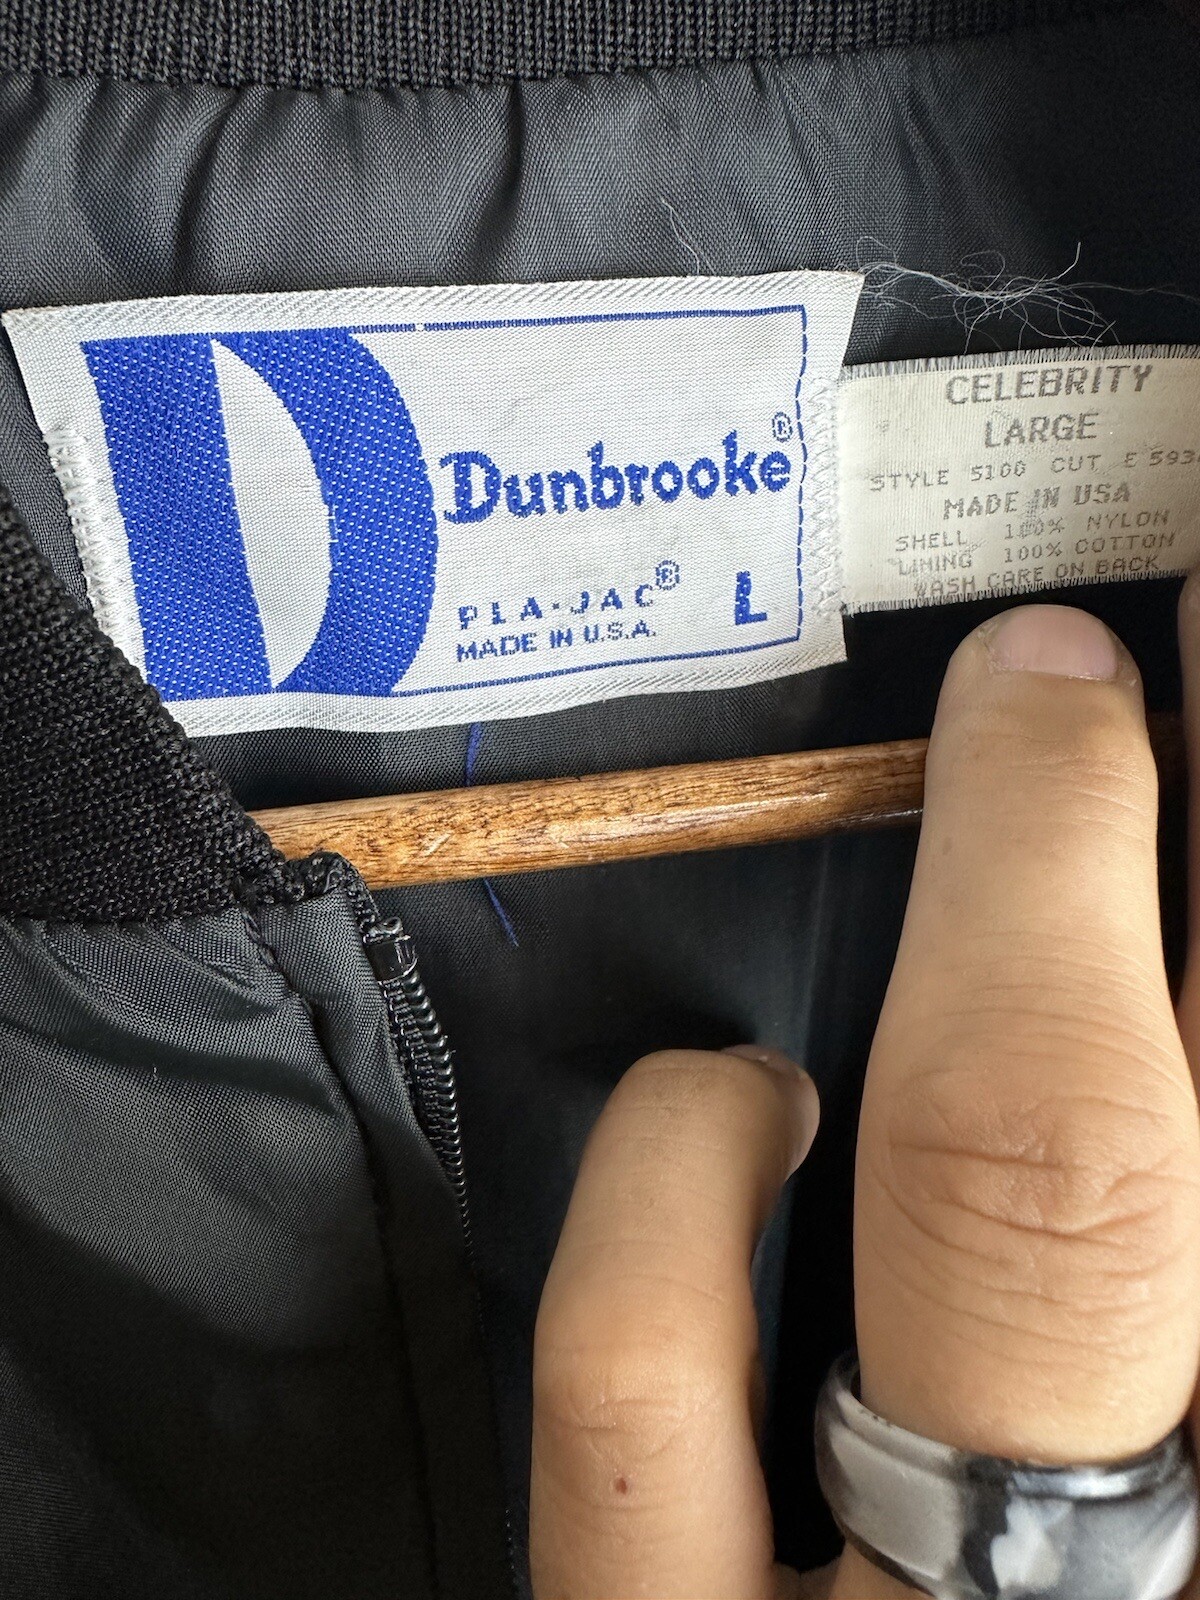 Dunbrooke®
PLA-JAC® L
MADE IN U.S.A.
CELEBRITY
LARGE
STYLE 5100 CUT E 593
MADE IN USA
SHELL 100% NYLON
LINING 100% COTTON
WASH CARE ON BACK